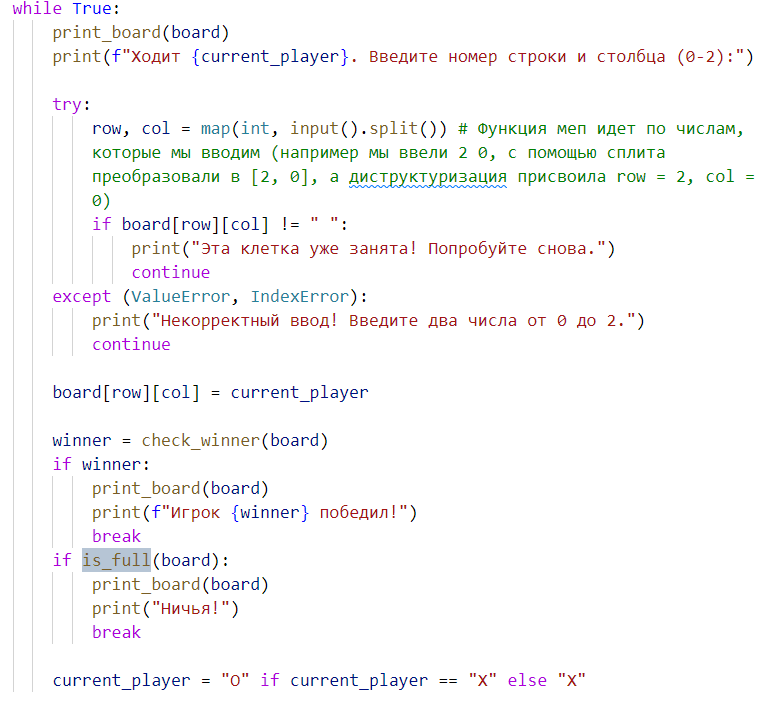 while True:
    print_board(board)
    print(f"Ходит {current_player}. Введите номер строки и столбца (0-2):")

    try:
        row, col = map(int, input().split()) # Функция меп идет по числам,
        которые мы вводим (например мы ввели 2 0, с помощью сплита
        преобразовали в [2, 0], а диструктуризация присвоила row = 2, col =
        0)
        if board[row][col] != " ":
            print("Эта клетка уже занята! Попробуйте снова.")
            continue
    except (ValueError, IndexError):
        print("Некорректный ввод! Введите два числа от 0 до 2.")
        continue

    board[row][col] = current_player

    winner = check_winner(board)
    if winner:
        print_board(board)
        print(f"Игрок {winner} победил!")
        break
    if is_full(board):
        print_board(board)
        print("Ничья!")
        break

    current_player = "O" if current_player == "X" else "X"